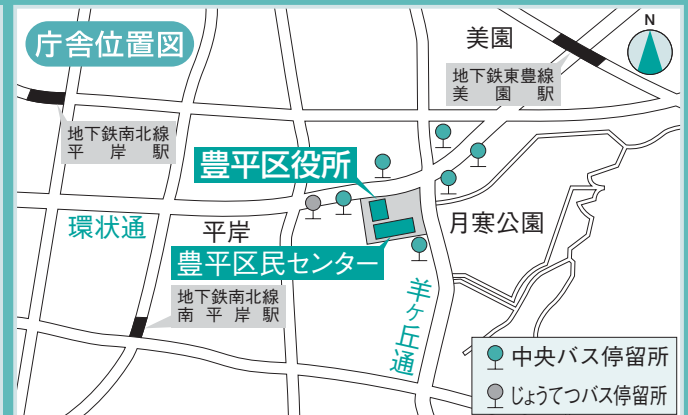 庁舎位置図
美園
N
地下鉄東豊線
美園駅
地下鉄南北線
平岸駅
豊平区役所
環状通
平岸
月寒公園
豊平区民センター
地下鉄南北線
南平岸駅
羊ヶ丘通
中央バス停留所
じょうてつバス停留所